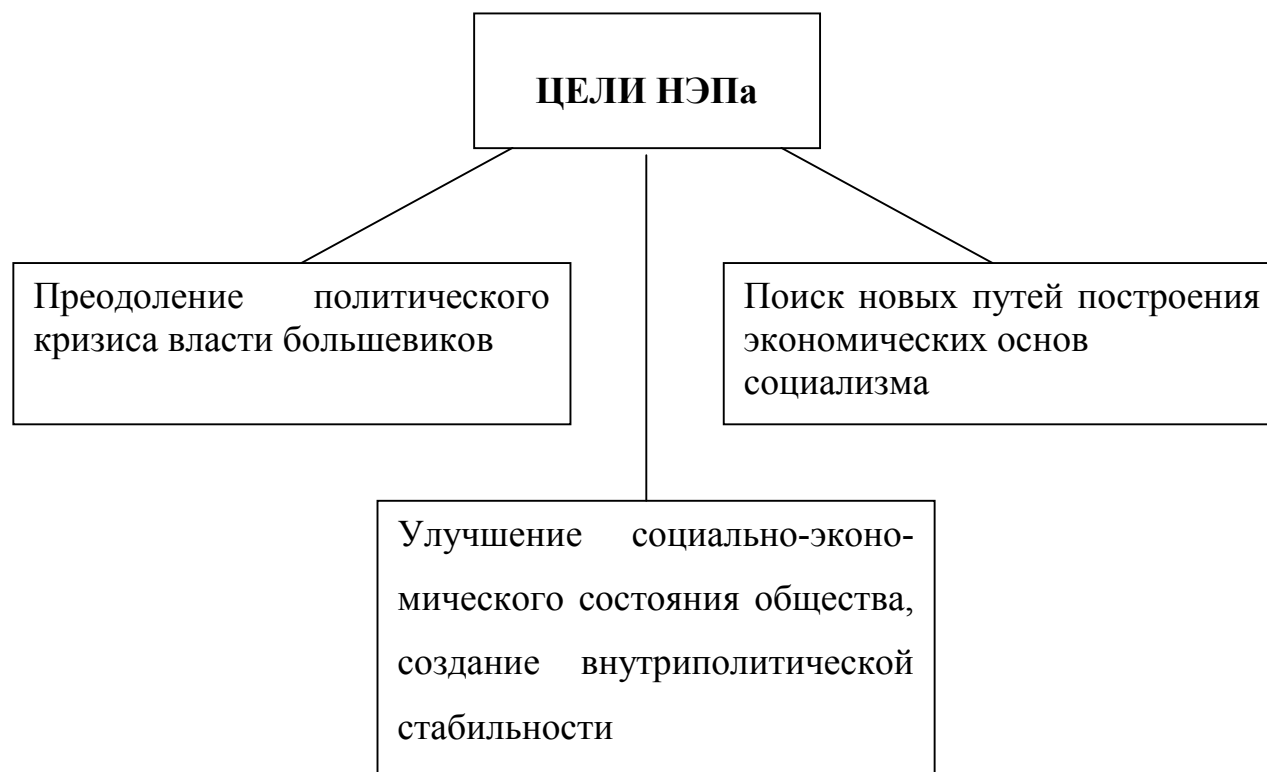 ЦЕЛИ НЭПа
Преодоление политического
кризиса власти большевиков
Поиск новых путей построения
экономических основ
социализма
Улучшение социально-эконо-
мического состояния общества,
создание внутриполитической
стабильности